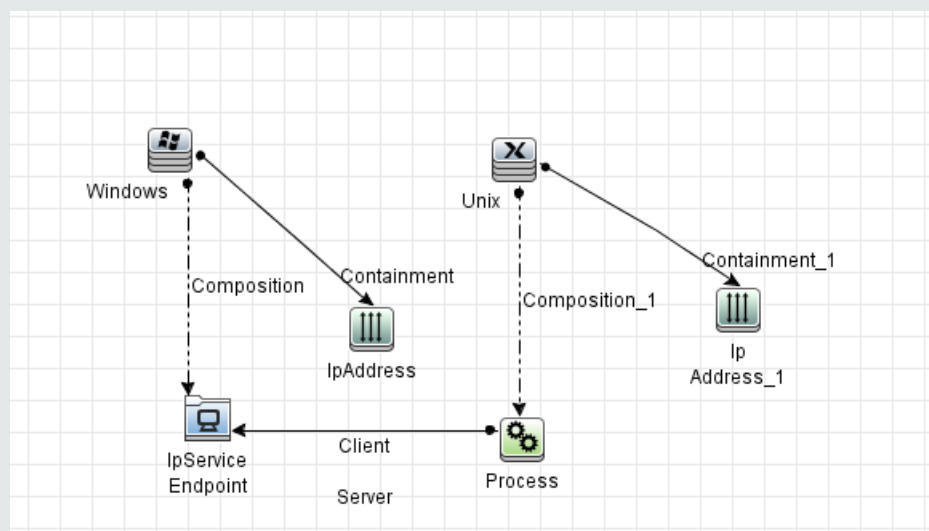 Windows
Unix
Containment_1
Containment
Composition
Composition_1
Ip
Address_1
IpAddress
Client
IpService
Endpoint
Process
Server